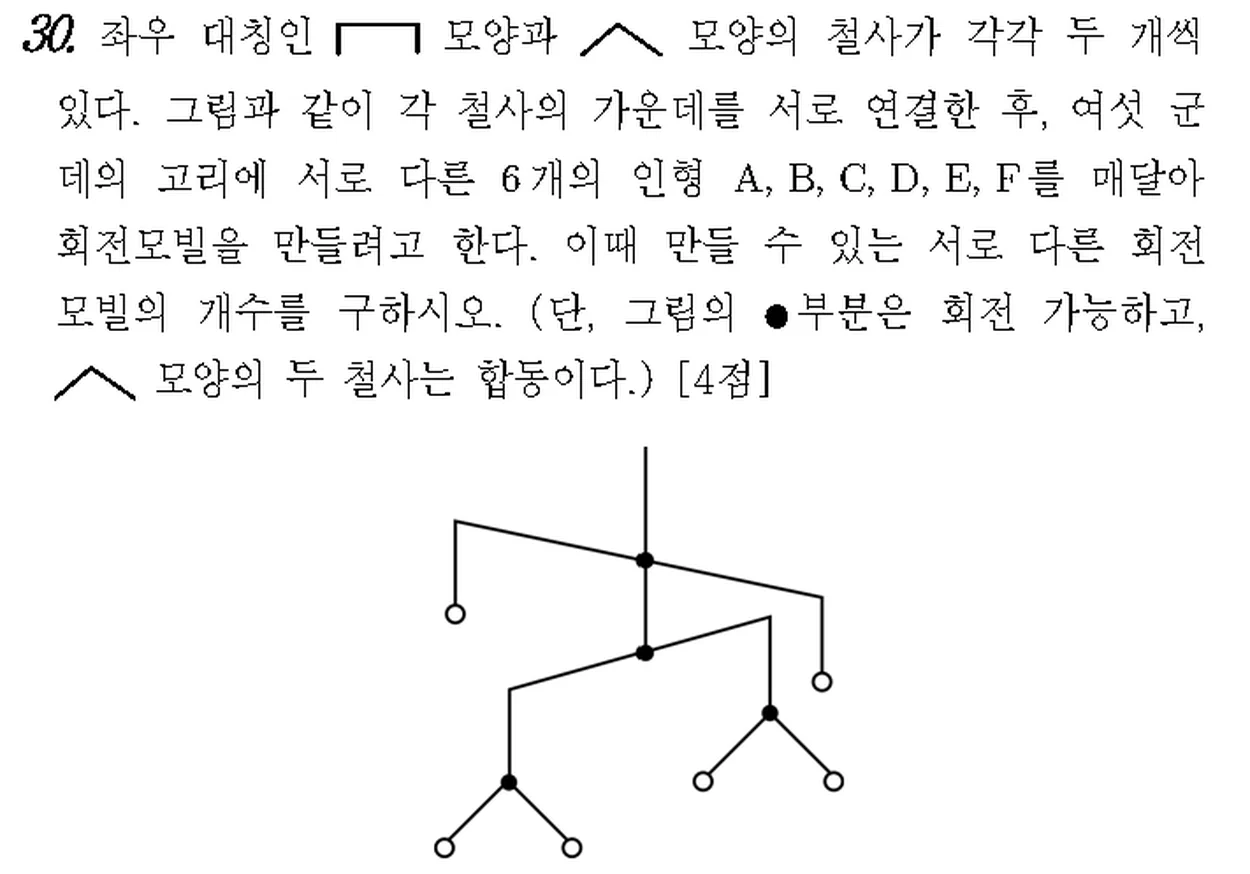 30. 좌우 대칭인 모양과 모양의 철사가 각각 두 개씩
있다. 그림과 같이 각 철사의 가운데를 서로 연결한 후, 여섯 군
데의 고리에 서로 다른 6개의 인형 A, B, C, D, E, F를 매달아
회전모빌을 만들려고 한다. 이때 만들 수 있는 서로 다른 회전
모빌의 개수를 구하시오. (단, 그림의 ●부분은 회전 가능하고,
모양의 두 철사는 합동이다.) [4점]